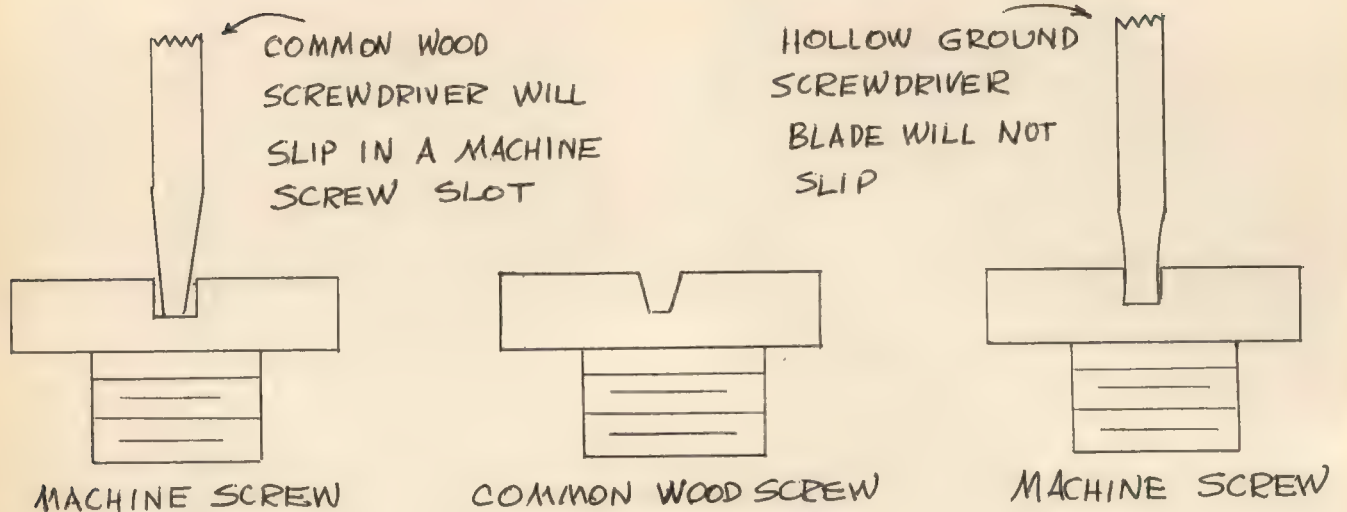 COMMON WOOD
SCREWDRIVER WILL
SLIP IN A MACHINE
SCREW SLOT
HOLLOW GROUND
SCREWDRIVER
BLADE WILL NOT
SLIP
MACHINE SCREW
COMMON WOOD SCREW
MACHINE SCREW